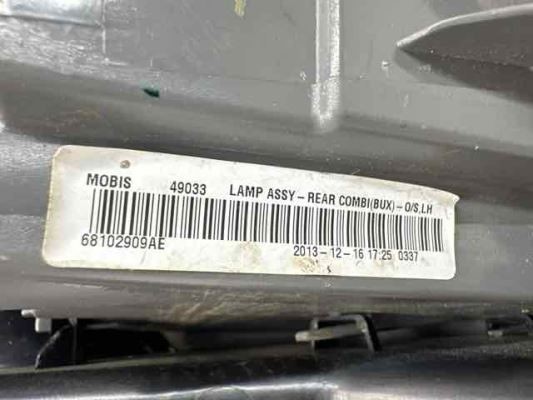 MOBIS 49033 LAMP ASSY-REAR COMBI(BUX)-O/S,LH
68102909AE 2013-12-16 17:25 0337